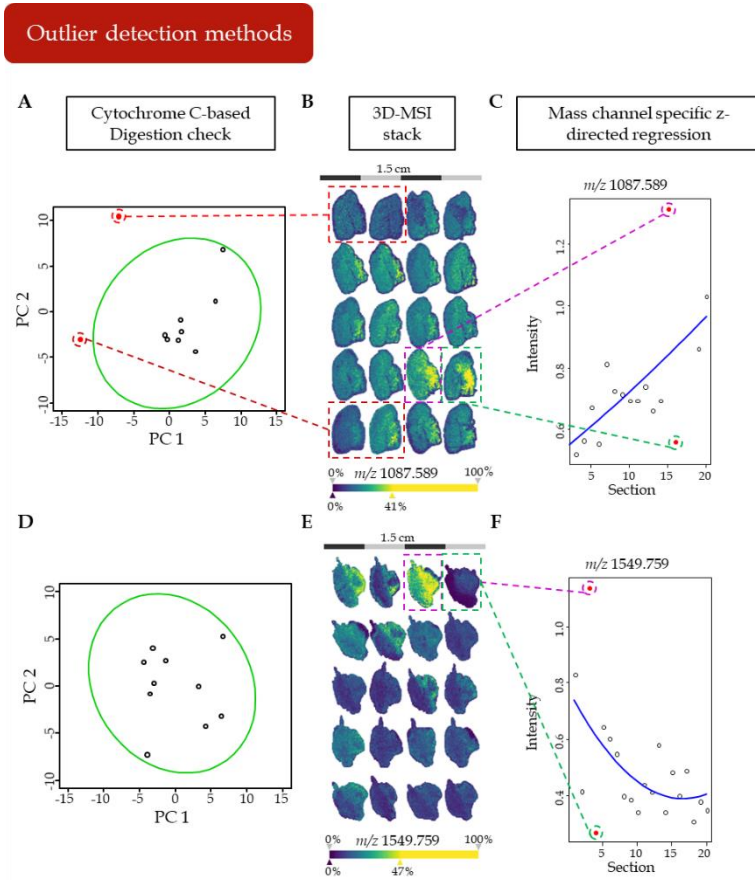 Outlier detection methods
A
Cytochrome C-based
Digestion check
B
3D-MSI
stack
C
Mass channel specific z-
directed regression
1.5 cm
m/z 1087.589
PC 2
10
5
0
-5
-10
-15
-10
-5
0
5
10
15
PC 1
0%
m/z 1087.589
100%
41%
Intensity
1.2
1.0
0.8
0.6
5
10
15
20
Section
D
E
F
1.5 cm
m/z 1549.759
PC 2
10
5
0
-5
-10
-15
-10
-5
0
5
10
15
PC 1
0%
m/z 1549.759
100%
47%
Intensity
1.0
0.8
0.6
0.4
5
10
15
20
Section